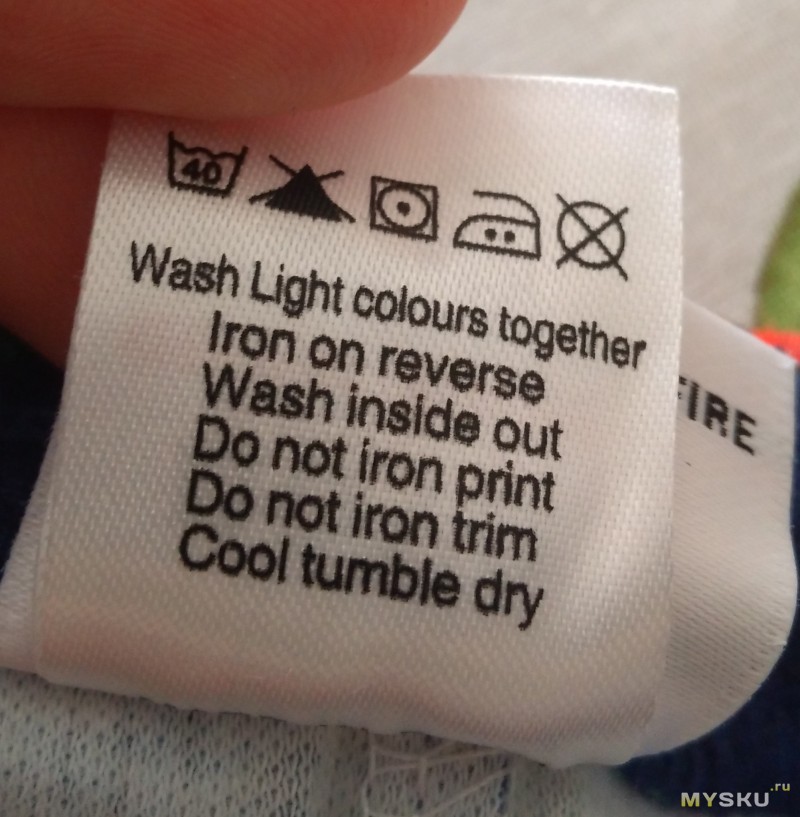 40
Wash Light colours together
Iron on reverse
Wash inside out
Do not iron print
Do not iron trim
Cool tumble dry
FIRE
MYSKU.ru